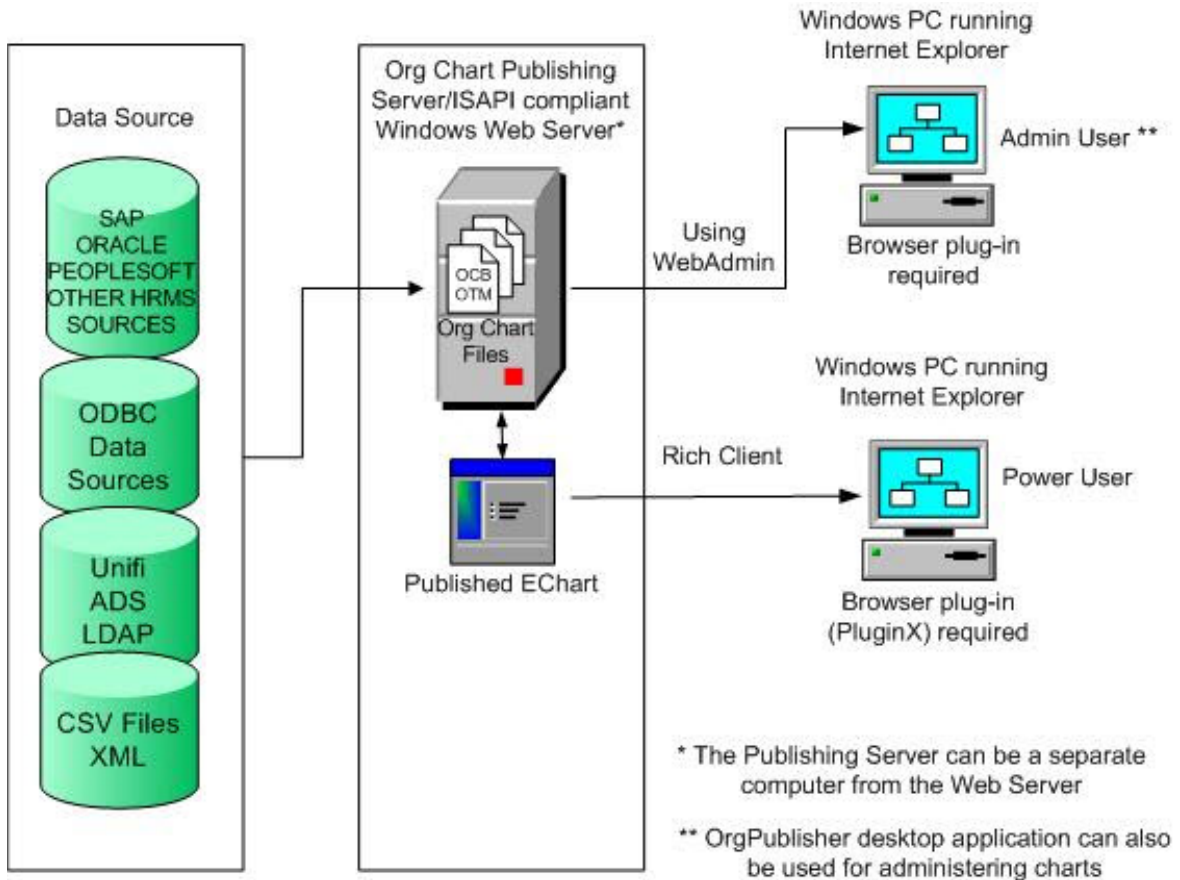 Data Source
SAP
ORACLE
PEOPLESOFT
OTHER HRMS
SOURCES
ODBC
Data
Sources
Unifi
ADS
LDAP
CSV Files
XML
Org Chart Publishing
Server/ISAPI compliant
Windows Web Server*
OCB
OTM
Org Chart
Files
Published EChart
Using
WebAdmin
Rich Client
Windows PC running
Internet Explorer
Admin User **
Browser plug-in
required
Windows PC running
Internet Explorer
Power User
Browser plug-in
(PluginX) required
* The Publishing Server can be a separate
computer from the Web Server
** OrgPublisher desktop application can also
be used for administering charts